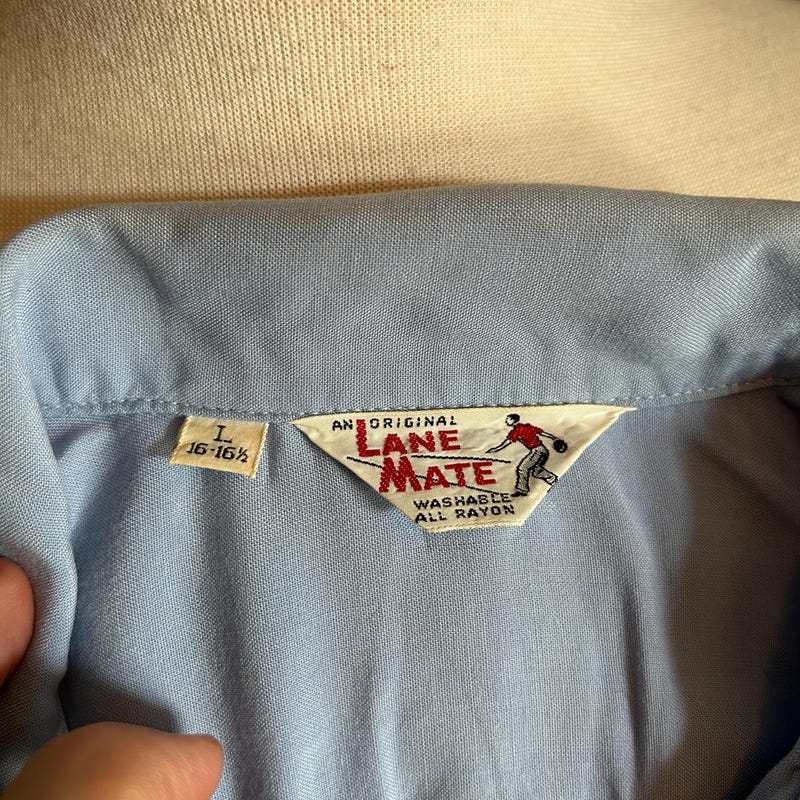 L
16-16½
AN ORIGINAL
LANE
MATE
WASHABLE
ALL RAYON